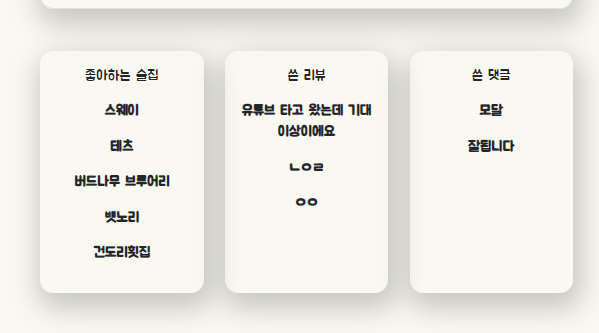 좋아하는 술집
스웨이
테츠
버드나무 브루어리
뱃노리
건도리횟집
쓴 리뷰
유튜브 타고 왔는데 기대
이상이에요
ㄴㅇㄹ
ㅇㅇ
쓴 댓글
모달
잘됩니다